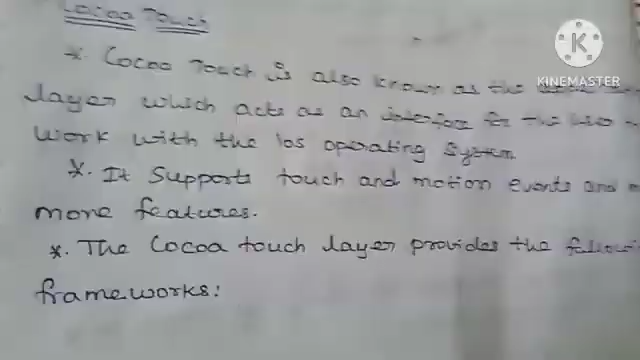 Cocoa Touch
*. Cocoa Touch is also known as the
layer which acts as an interface for the
work with the ios operating system.
*. It supports touch and motion events and
more features.
*. The Cocoa touch layer provides the
frameworks:
K
KINEMASTER